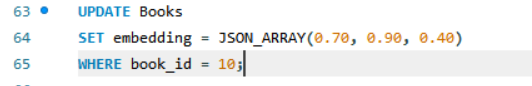 63 UPDATE Books
64 SET embedding = JSON_ARRAY(0.70, 0.90, 0.40)
65 WHERE book_id = 10;